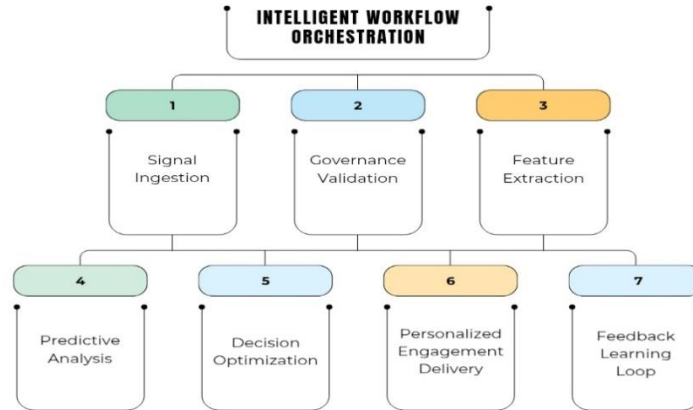 INTELLIGENT WORKFLOW
ORCHESTRATION
1
2
3
Signal
Ingestion
Governance
Validation
Feature
Extraction
4
5
6
7
Predictive
Analysis
Decision
Optimization
Personalized
Engagement
Delivery
Feedback
Learning
Loop